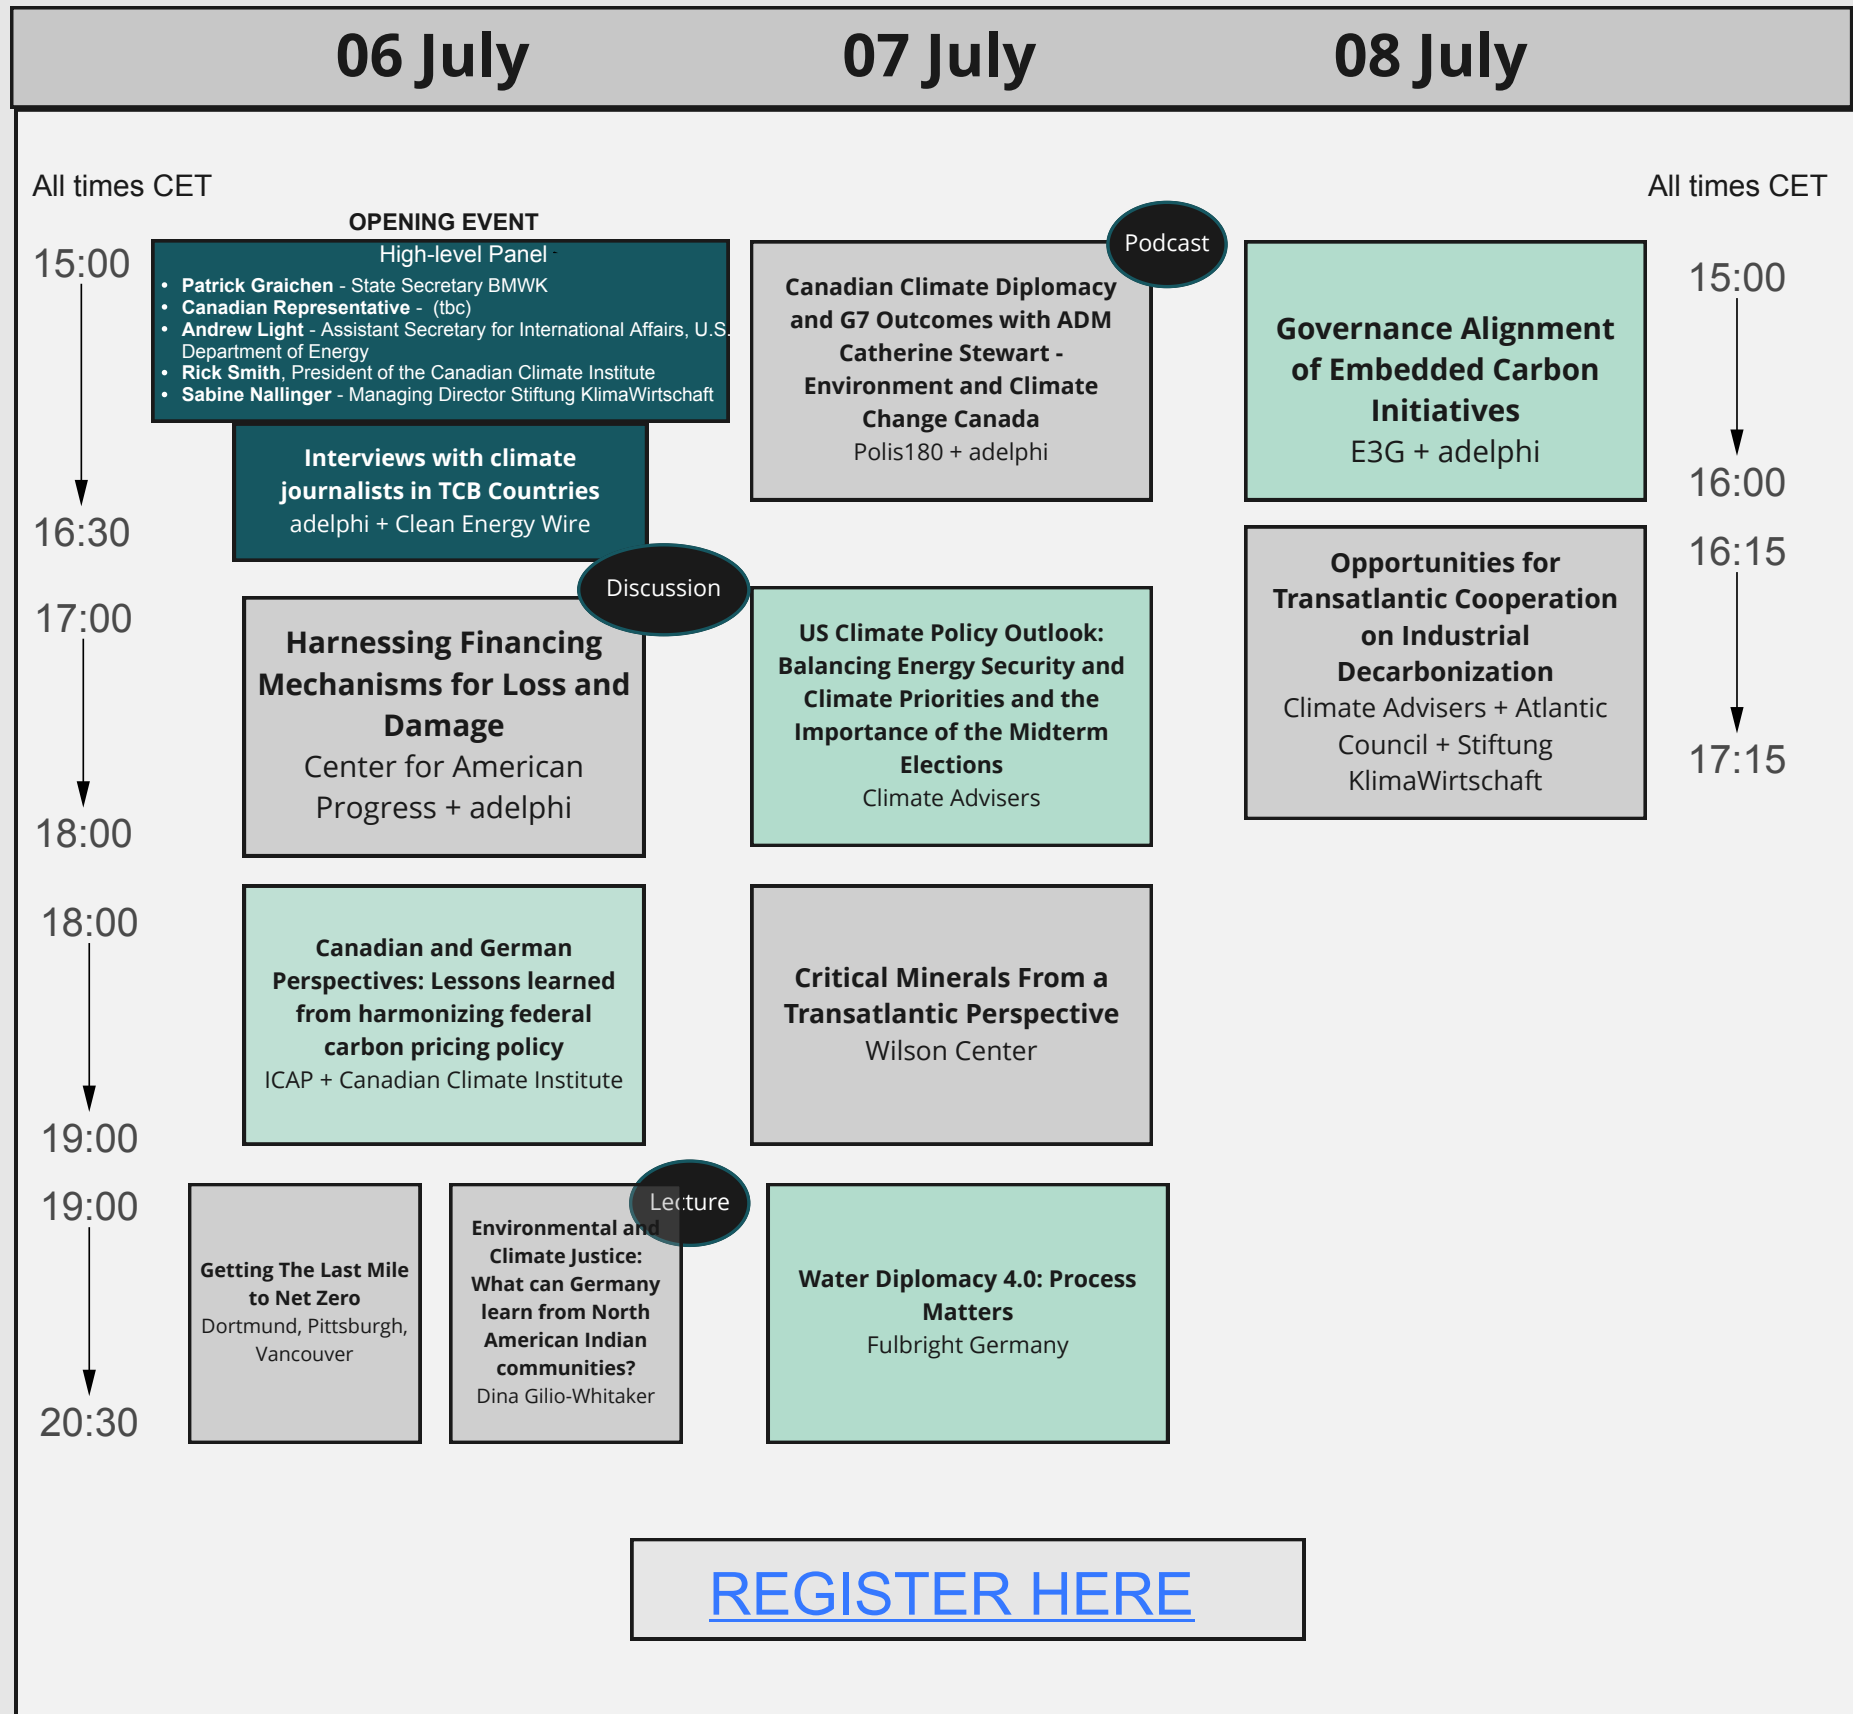 06 July
07 July
08 July
All times CET
All times CET
15:00
16:30
17:00
18:00
18:00
19:00
19:00
20:30
OPENING EVENT
High-level Panel -
• Patrick Graichen - State Secretary BMWK
• Canadian Representative - (tbc)
• Andrew Light - Assistant Secretary for International Affairs, U.S.
Department of Energy
• Rick Smith, President of the Canadian Climate Institute
• Sabine Nallinger - Managing Director Stiftung KlimaWirtschaft
Interviews with climate
journalists in TCB Countries
adelphi + Clean Energy Wire
Discussion
Harnessing Financing
Mechanisms for Loss and
Damage
Center for American
Progress + adelphi
Canadian and German
Perspectives: Lessons learned
from harmonizing federal
carbon pricing policy
ICAP + Canadian Climate Institute
Getting The Last Mile
to Net Zero
Dortmund, Pittsburgh,
Vancouver
Lecture
Environmental and
Climate Justice:
What can Germany
learn from North
American Indian
communities?
Dina Gilio-Whitaker
Podcast
Canadian Climate Diplomacy
and G7 Outcomes with ADM
Catherine Stewart -
Environment and Climate
Change Canada
Polis180 + adelphi
US Climate Policy Outlook:
Balancing Energy Security and
Climate Priorities and the
Importance of the Midterm
Elections
Climate Advisers
Critical Minerals From a
Transatlantic Perspective
Wilson Center
Water Diplomacy 4.0: Process
Matters
Fulbright Germany
Governance Alignment
of Embedded Carbon
Initiatives
E3G + adelphi
Opportunities for
Transatlantic Cooperation
on Industrial
Decarbonization
Climate Advisers + Atlantic
Council + Stiftung
KlimaWirtschaft
15:00
16:00
16:15
17:15
REGISTER HERE